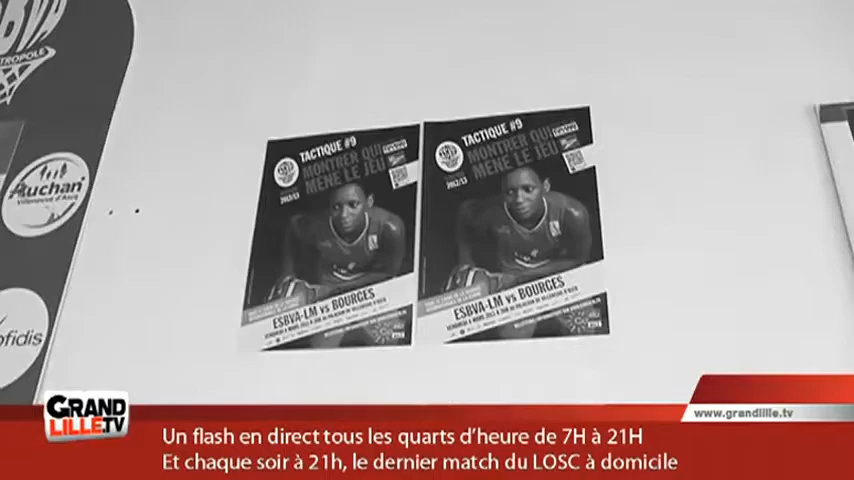 ESBVA
METROPOLE
Auchan
Villeneuve d'Ascq
ofidis
TACTIQUE #9
MONTRER QUI
MÈNE LE JEU
2012/13
ESBVA-LM vs BOURGES
TACTIQUE #9
MONTRER QUI
MÈNE LE JEU
2012/13
ESBVA-LM vs BOURGES
GRAND
LILLE.TV
www.grandlille.tv
Un flash en direct tous les quarts d'heure de 7H à 21H
Et chaque soir à 21h, le dernier match du LOSC à domicile